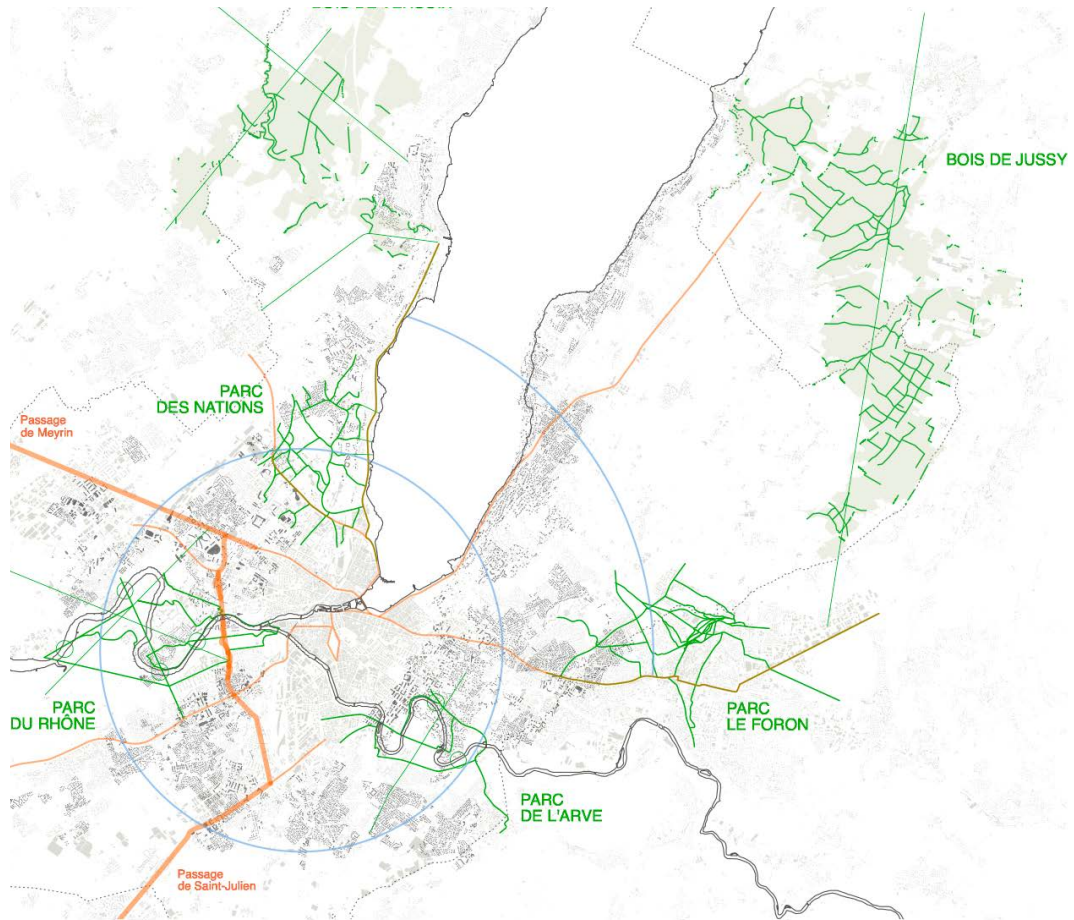 BOIS DE JUSSY
PARC
DES NATIONS
Passage
de Meyrin
PARC
DU RHÔNE
PARC
LE FORON
PARC
DE L'ARVE
Passage
de Saint-Julien